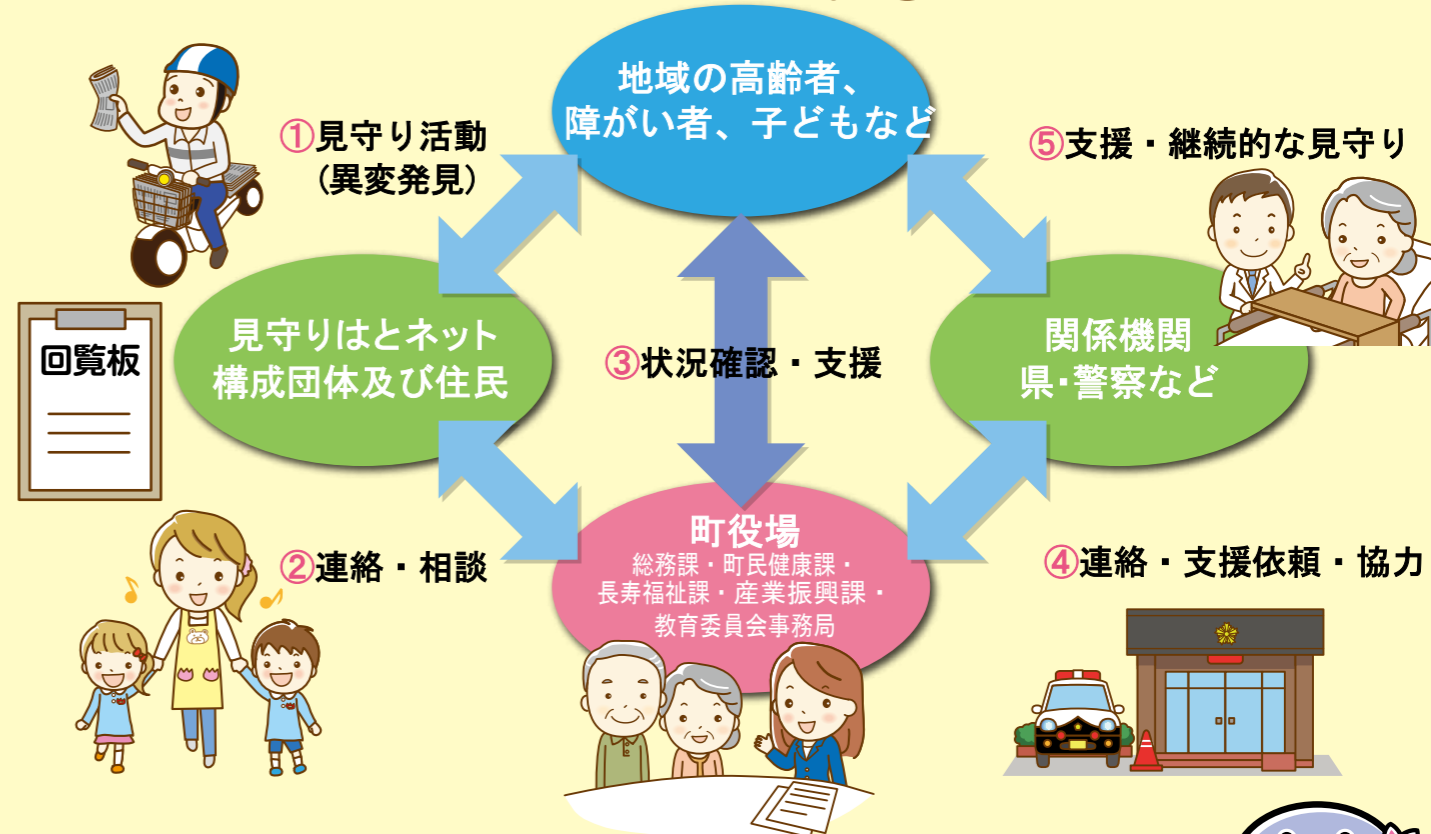 地域の高齢者、
障がい者、子どもなど
①見守り活動
(異変発見)
⑤支援・継続的な見守り
見守りはとネット
構成団体及び住民
回覧板
③状況確認・支援
関係機関
県・警察など
②連絡・相談
町役場
総務課・町民健康課・
長寿福祉課・産業振興課・
教育委員会事務局
④連絡・支援依頼・協力